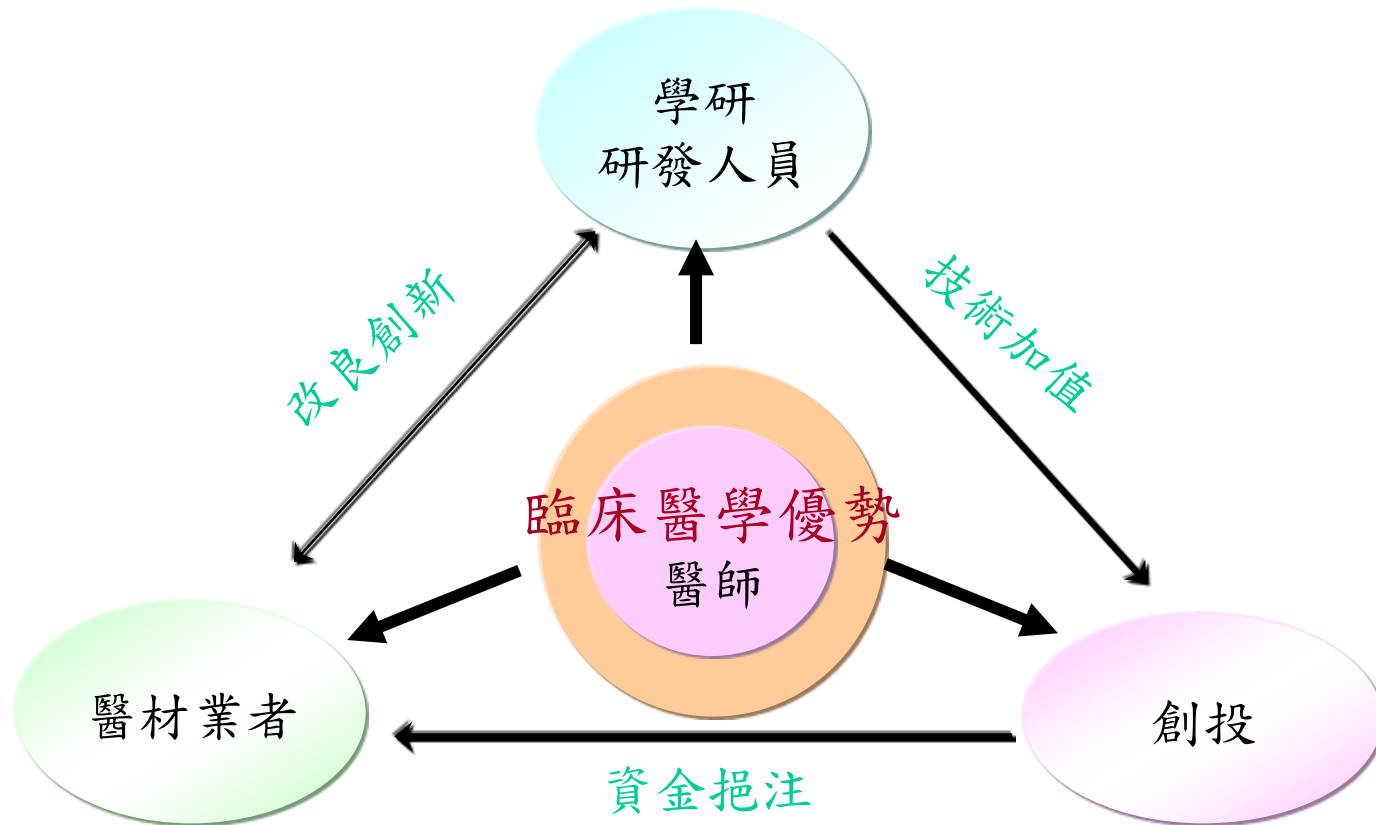 學研
研發人員
改良創新
技術加值
臨床醫學優勢
醫師
醫材業者
創投
資金挹注